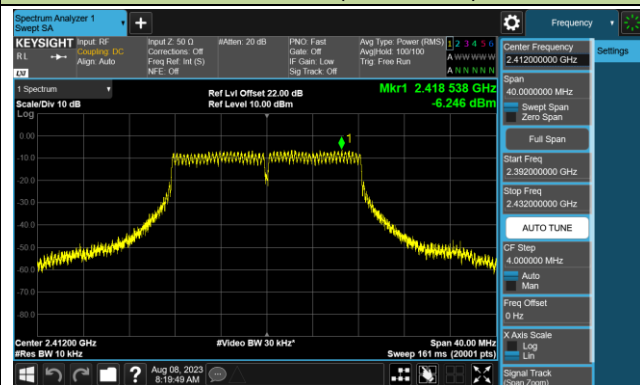 Spectrum Analyzer 1
Swept SA
Frequency
KEYSIGHT
RL
LXI
Input: RF
Coupling: DC
Align: Auto
Input Z: 50 Ω
Corrections: Off
Freq Ref: Int (S)
NFE: Off
#Atten: 20 dB
PNO: Fast
Gate: Off
IF Gain: Low
Sig Track: Off
Avg Type: Power (RMS)
Avg|Hold: 100/100
Trig: Free Run
1 2 3 4 5 6
A W W W W W
A N N N N N
1 Spectrum
Scale/Div 10 dB
Log
Ref Lvl Offset 22.00 dB
Ref Level 10.00 dBm
Mkr1 2.418 538 GHz
-6.246 dBm
1
0.00
-10.0
-20.0
-30.0
-40.0
-50.0
-60.0
-70.0
-80.0
Center 2.41200 GHz
#Res BW 10 kHz
#Video BW 30 kHz*
Span 40.00 MHz
Sweep 161 ms (20001 pts)
Center Frequency
2.412000000 GHz
Settings
Span
40.0000000 MHz
Swept Span
Zero Span
Full Span
Start Freq
2.392000000 GHz
Stop Freq
2.432000000 GHz
AUTO TUNE
CF Step
4.000000 MHz
Auto
Man
Freq Offset
0 Hz
X Axis Scale
Log
Lin
Signal Track
(Span Zoom)
Aug 08, 2023
8:19:49 AM